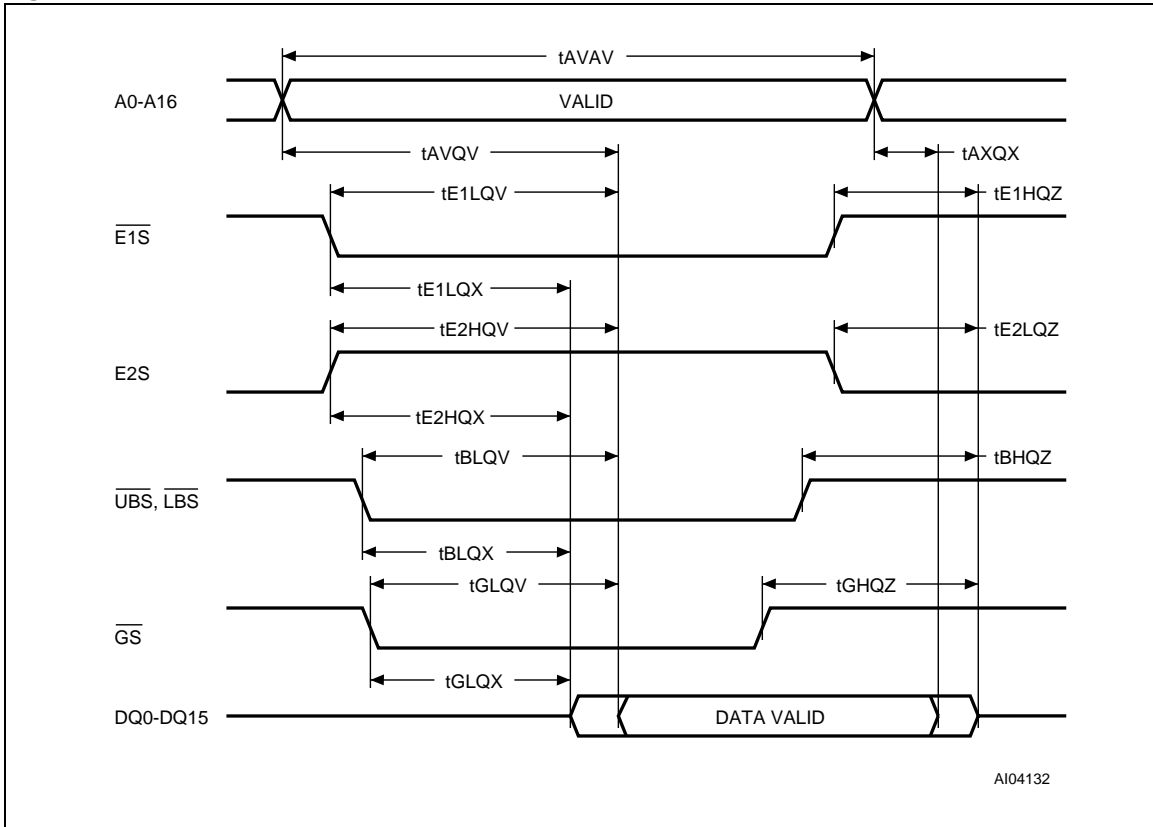 tAVAV
A0-A16 VALID
tAVQV tAXQX
tE1LQV tE1HQZ
E1S
tE1LQX
tE2HQV tE2LQZ
E2S
tE2HQX
tBLQV tBHQZ
UBS, LBS
tBLQX
tGLQV tGHQZ
GS
tGLQX
DQ0-DQ15 DATA VALID
AI04132